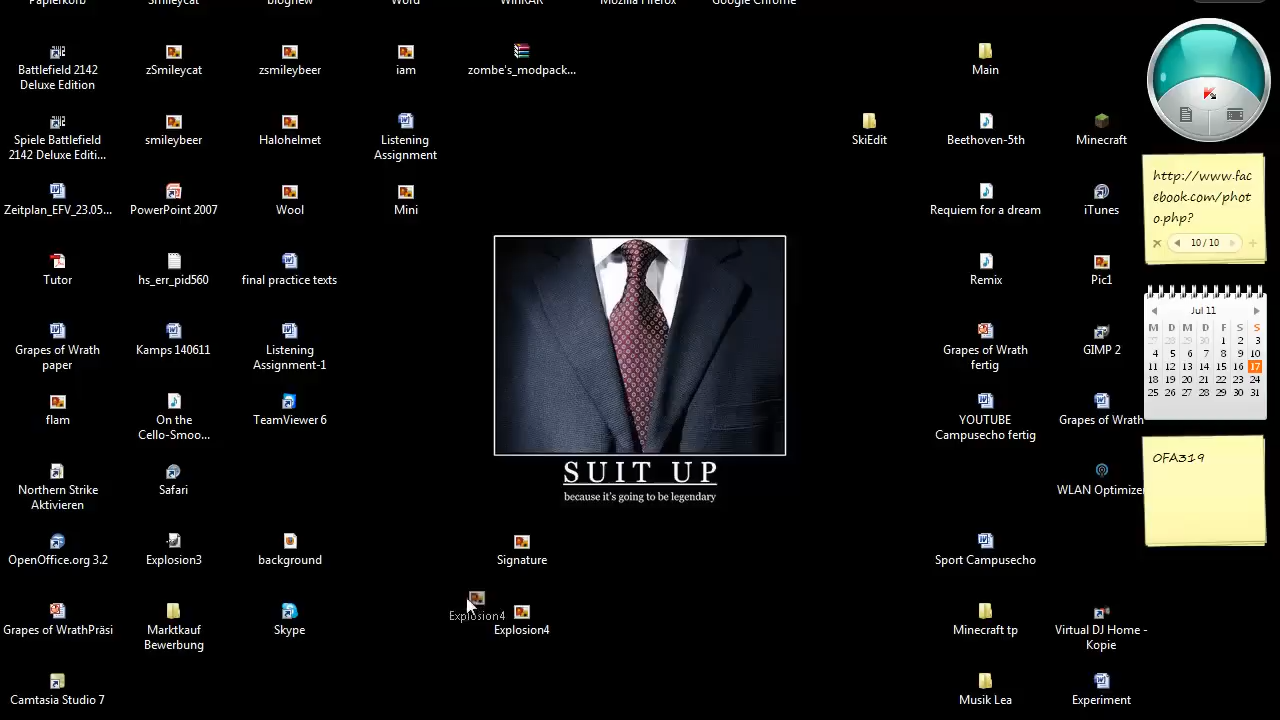 Papierkorb
Smileycat
blognew
Word
WinRAR
Mozilla Firefox
Google Chrome
Battlefield 2142
Deluxe Edition
zSmileycat
zsmileybeer
iam
zombe's_modpack...
Main
Spiele Battlefield
2142 Deluxe Editi...
smileybeer
Halohelmet
Listening
Assignment
SkiEdit
Beethoven-5th
Minecraft
Zeitplan_EFV_23.05...
PowerPoint 2007
Wool
Mini
Requiem for a dream
iTunes
Tutor
hs_err_pid560
final practice texts
Remix
Pic1
Grapes of Wrath
paper
Kamps 140611
Listening
Assignment-1
Grapes of Wrath
fertig
GIMP 2
flam
On the
Cello-Smoo...
TeamViewer 6
YOUTUBE
Campusecho fertig
Grapes of Wrath
Northern Strike
Aktivieren
Safari
WLAN Optimizer
OpenOffice.org 3.2
Explosion3
background
Signature
Sport Campusecho
Grapes of WrathPräsi
Marktkauf
Bewerbung
Skype
Explosion4
Explosion4
Minecraft tp
Virtual DJ Home -
Kopie
Camtasia Studio 7
Musik Lea
Experiment
SUIT UP
because it's going to be legendary
http://www.fac
ebook.com/phot
o.php?
10 / 10
Jul 11
M D M D F S S
27 28 29 30 1 2 3
4 5 6 7 8 9 10
11 12 13 14 15 16 17
18 19 20 21 22 23 24
25 26 27 28 29 30 31
OFA319